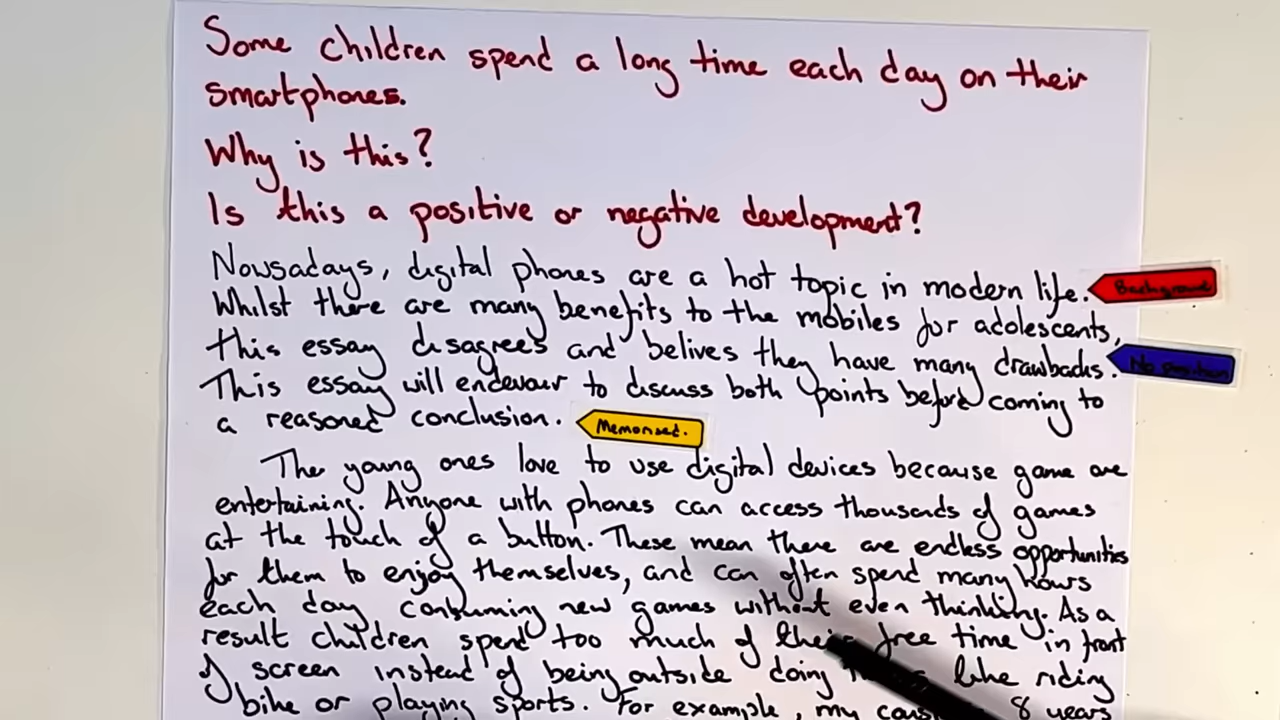 Some children spend a long time each day on their
smartphones.
Why is this?
Is this a positive or negative development?
Nowsadays, digital phones are a hot topic in modern life.
Background
Whilst there are many benefits to the mobiles for adolescents,
this essay disagrees and belives they have many drawbacks.
No position
This essay will endevour to discuss both points before coming to
a reasoned conclusion.
Memorised.
The young ones love to use digital devices because game are
entertaining. Anyone with phones can access thousands of games
at the touch of a button. These mean there are endless opportunities
for them to enjoy themselves, and can often spend many hours
each day consuming new games without even thinking. As a
result children spend too much of their free time in front
of screen instead of being outside doing like riding
bike or playing sports. For example, my 8 years